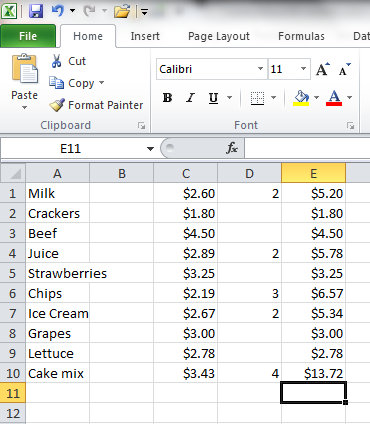 File Home Insert Page Layout Formulas Dat
Cut
Copy
Paste
Format Painter
Clipboard
Calibri 11 A A
B I U A
Font
E11 fx
A B C D E
1 Milk $2.60 2 $5.20
2 Crackers $1.80 $1.80
3 Beef $4.50 $4.50
4 Juice $2.89 2 $5.78
5 Strawberries $3.25 $3.25
6 Chips $2.19 3 $6.57
7 Ice Cream $2.67 2 $5.34
8 Grapes $3.00 $3.00
9 Lettuce $2.78 $2.78
10 Cake mix $3.43 4 $13.72
11
12